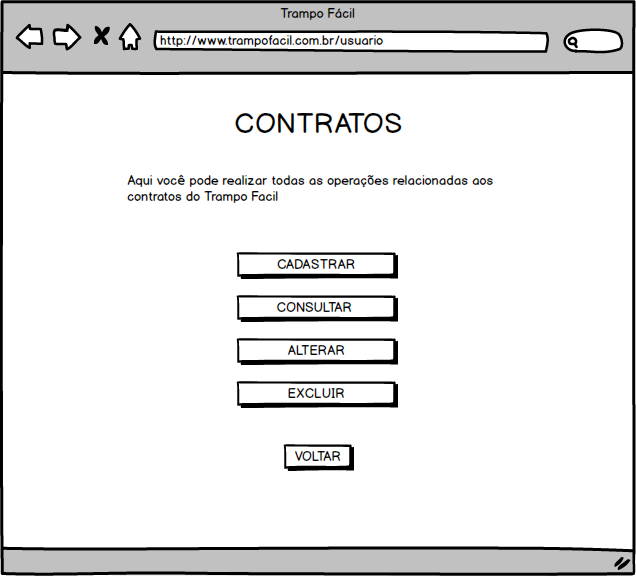 Trampo Fácil
http://www.trampofacil.com.br/usuario
CONTRATOS
Aqui você pode realizar todas as operações relacionadas aos
contratos do Trampo Facil
CADASTRAR
CONSULTAR
ALTERAR
EXCLUIR
VOLTAR